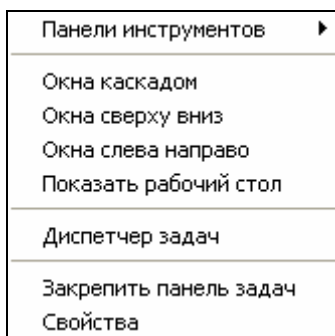 Панели инструментов
Окна каскадом
Окна сверху вниз
Окна слева направо
Показать рабочий стол
Диспетчер задач
Закрепить панель задач
Свойства